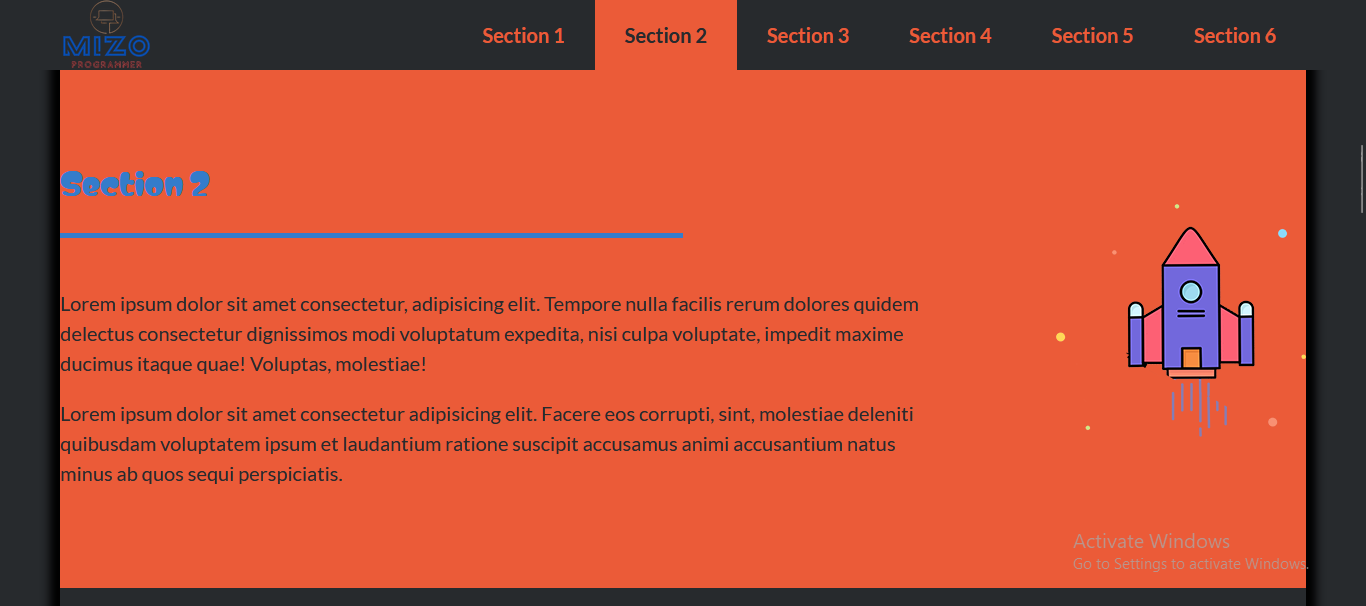 MIZO
PROGRAMMER
Section 1
Section 2
Section 3
Section 4
Section 5
Section 6
Section 2
Lorem ipsum dolor sit amet consectetur, adipisicing elit. Tempore nulla facilis rerum dolores quidem
delectus consectetur dignissimos modi voluptatum expedita, nisi culpa voluptate, impedit maxime
ducimus itaque quae! Voluptas, molestiae!
Lorem ipsum dolor sit amet consectetur adipisicing elit. Facere eos corrupti, sint, molestiae deleniti
quibusdam voluptatem ipsum et laudantium ratione suscipit accusamus animi accusantium natus
minus ab quos sequi perspiciatis.
Activate Windows
Go to Settings to activate Windows.